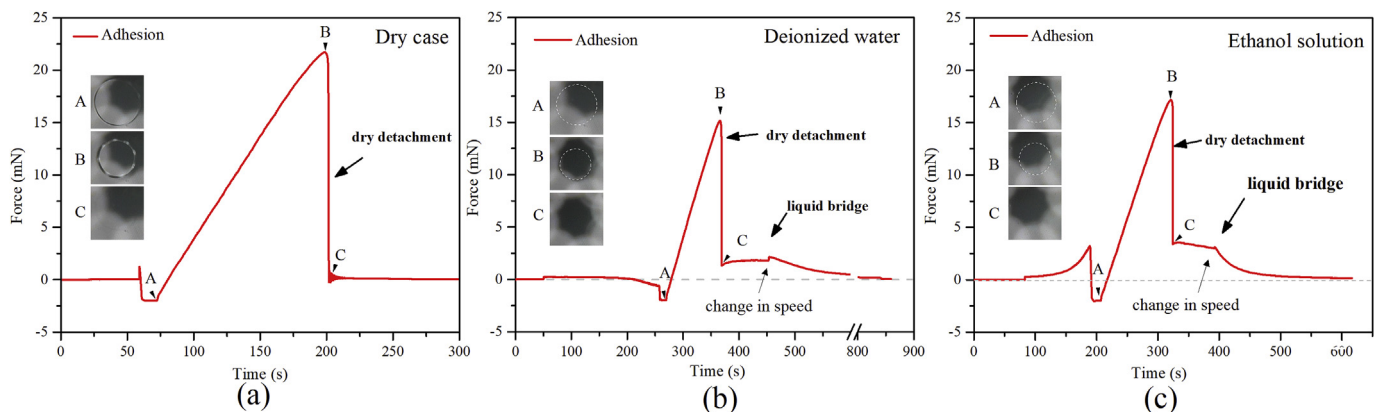 25
20
15
10
5
0
-5
Force (mN)
Adhesion
Dry case
B
A
B
C
dry detachment
A
C
0
50
100
150
200
250
300
Time (s)
(a)
25
20
15
10
5
0
-5
Force (mN)
Adhesion
Deionized water
A
B
C
B
dry detachment
liquid bridge
C
A
change in speed
0
100
200
300
400
500
800
900
Time (s)
(b)
25
20
15
10
5
0
-5
Force (mN)
Adhesion
Ethanol solution
A
B
C
B
dry detachment
liquid bridge
C
A
change in speed
0
100
200
300
400
500
600
Time (s)
(c)